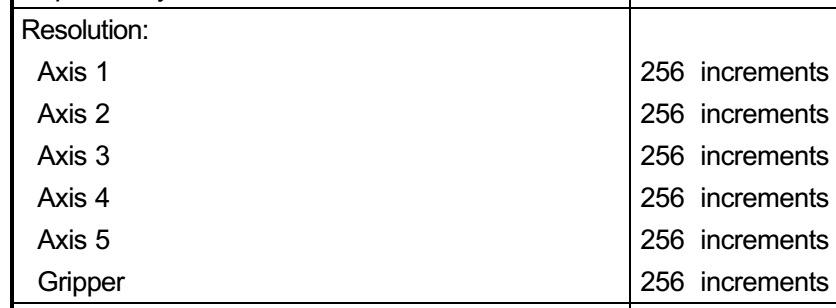 Resolution:
Axis 1 256 increments
Axis 2 256 increments
Axis 3 256 increments
Axis 4 256 increments
Axis 5 256 increments
Gripper 256 increments